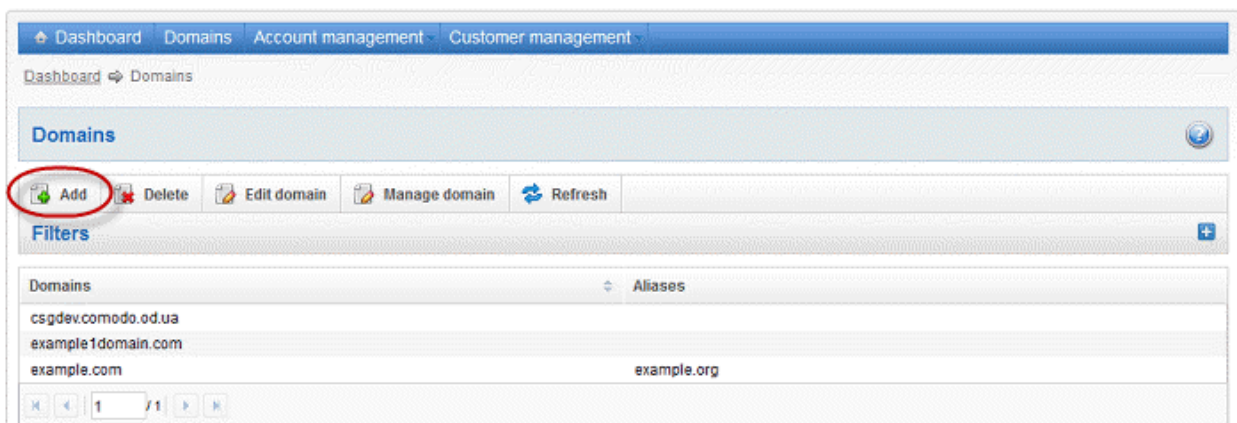 Dashboard Domains Account management Customer management
Dashboard Domains
Domains
Add Delete Edit domain Manage domain Refresh
Filters
Domains Aliases
csgdev.comodo.od.ua
example1domain.com
example.com example.org
1 / 1